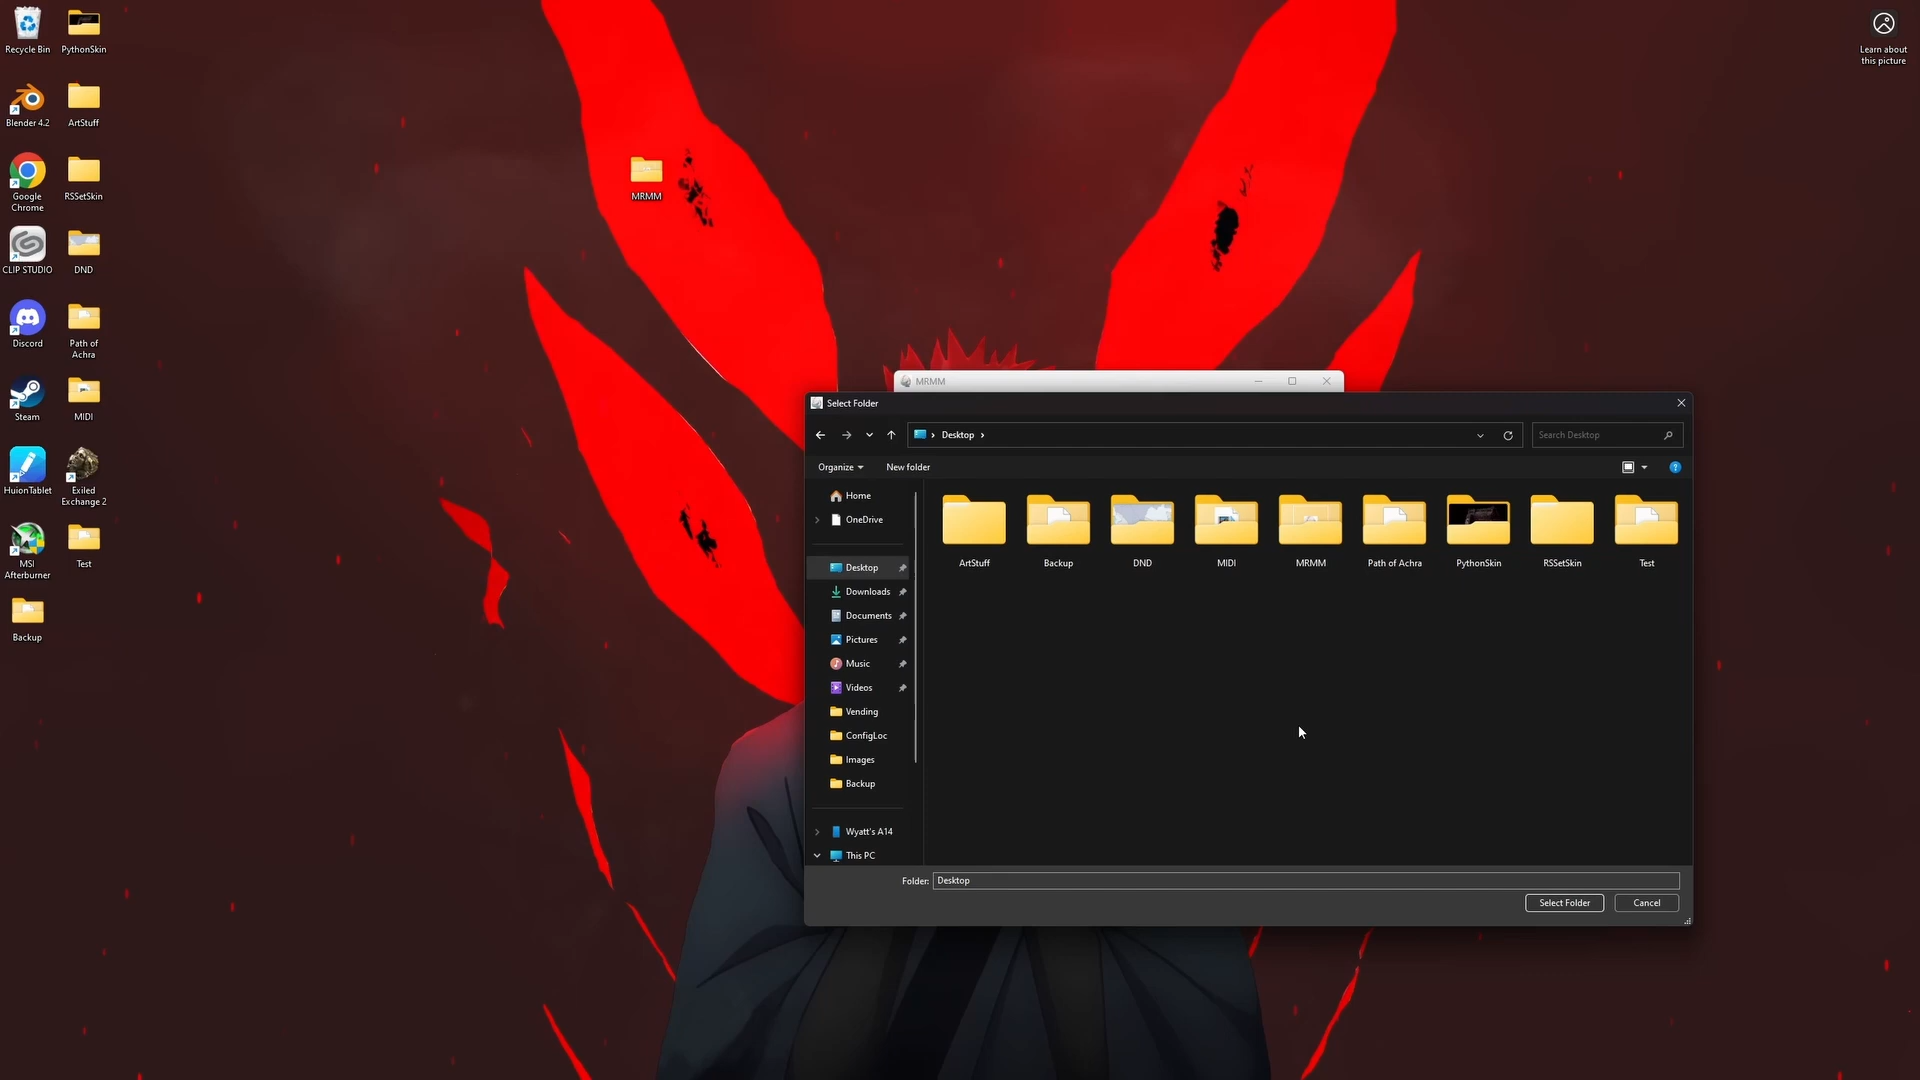 Recycle Bin
PythonSkin
Blender 4.2
ArtStuff
Google
Chrome
RSSetSkin
CLIP STUDIO
DND
Discord
Path of
Achra
Steam
MIDI
HuionTablet
Exiled
Exchange 2
MSI
Afterburner
Test
Backup
MRMM
Learn about
this picture
MRMM
Select Folder
Desktop
Search Desktop
Organize
New folder
Home
OneDrive
Desktop
Downloads
Documents
Pictures
Music
Videos
Vending
ConfigLoc
Images
Backup
Wyatt's A14
This PC
ArtStuff
Backup
DND
MIDI
MRMM
Path of Achra
PythonSkin
RSSetSkin
Test
Folder: Desktop
Select Folder
Cancel